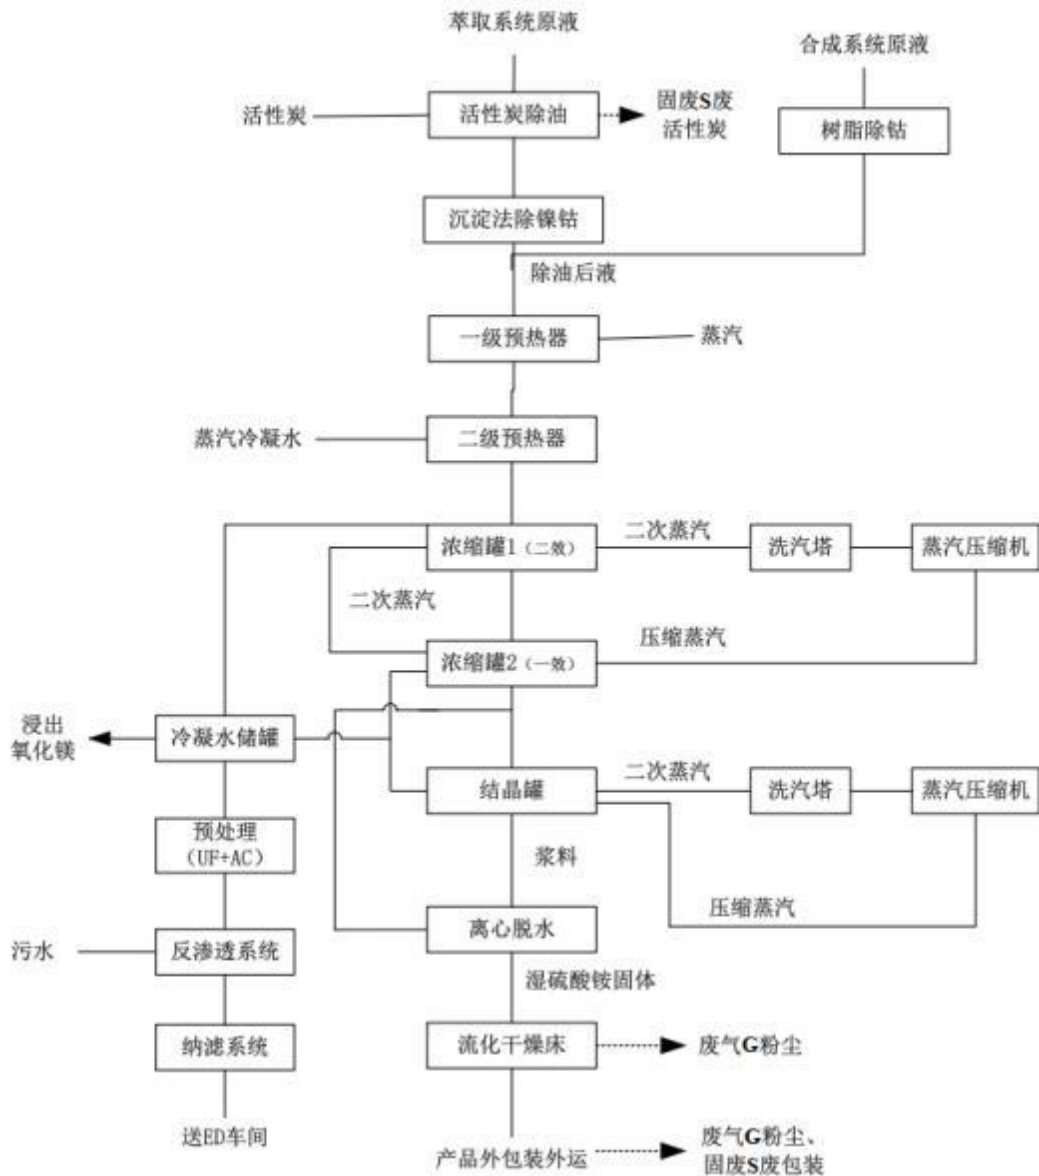 萃取系统原液
合成系统原液
活性炭
活性炭除油
固废S废
活性炭
树脂除钴
沉淀法除镍钴
除油后液
一级预热器
蒸汽
蒸汽冷凝水
二级预热器
浓缩罐1（二效）
二次蒸汽
洗汽塔
蒸汽压缩机
二次蒸汽
浓缩罐2（一效）
压缩蒸汽
浸出
氧化镁
冷凝水储罐
结晶罐
二次蒸汽
洗汽塔
蒸汽压缩机
预处理
（UF+AC）
浆料
压缩蒸汽
污水
反渗透系统
离心脱水
湿硫酸铵固体
纳滤系统
流化干燥床
废气G粉尘
送ED车间
产品外包装外运
废气G粉尘、
固废S废包装